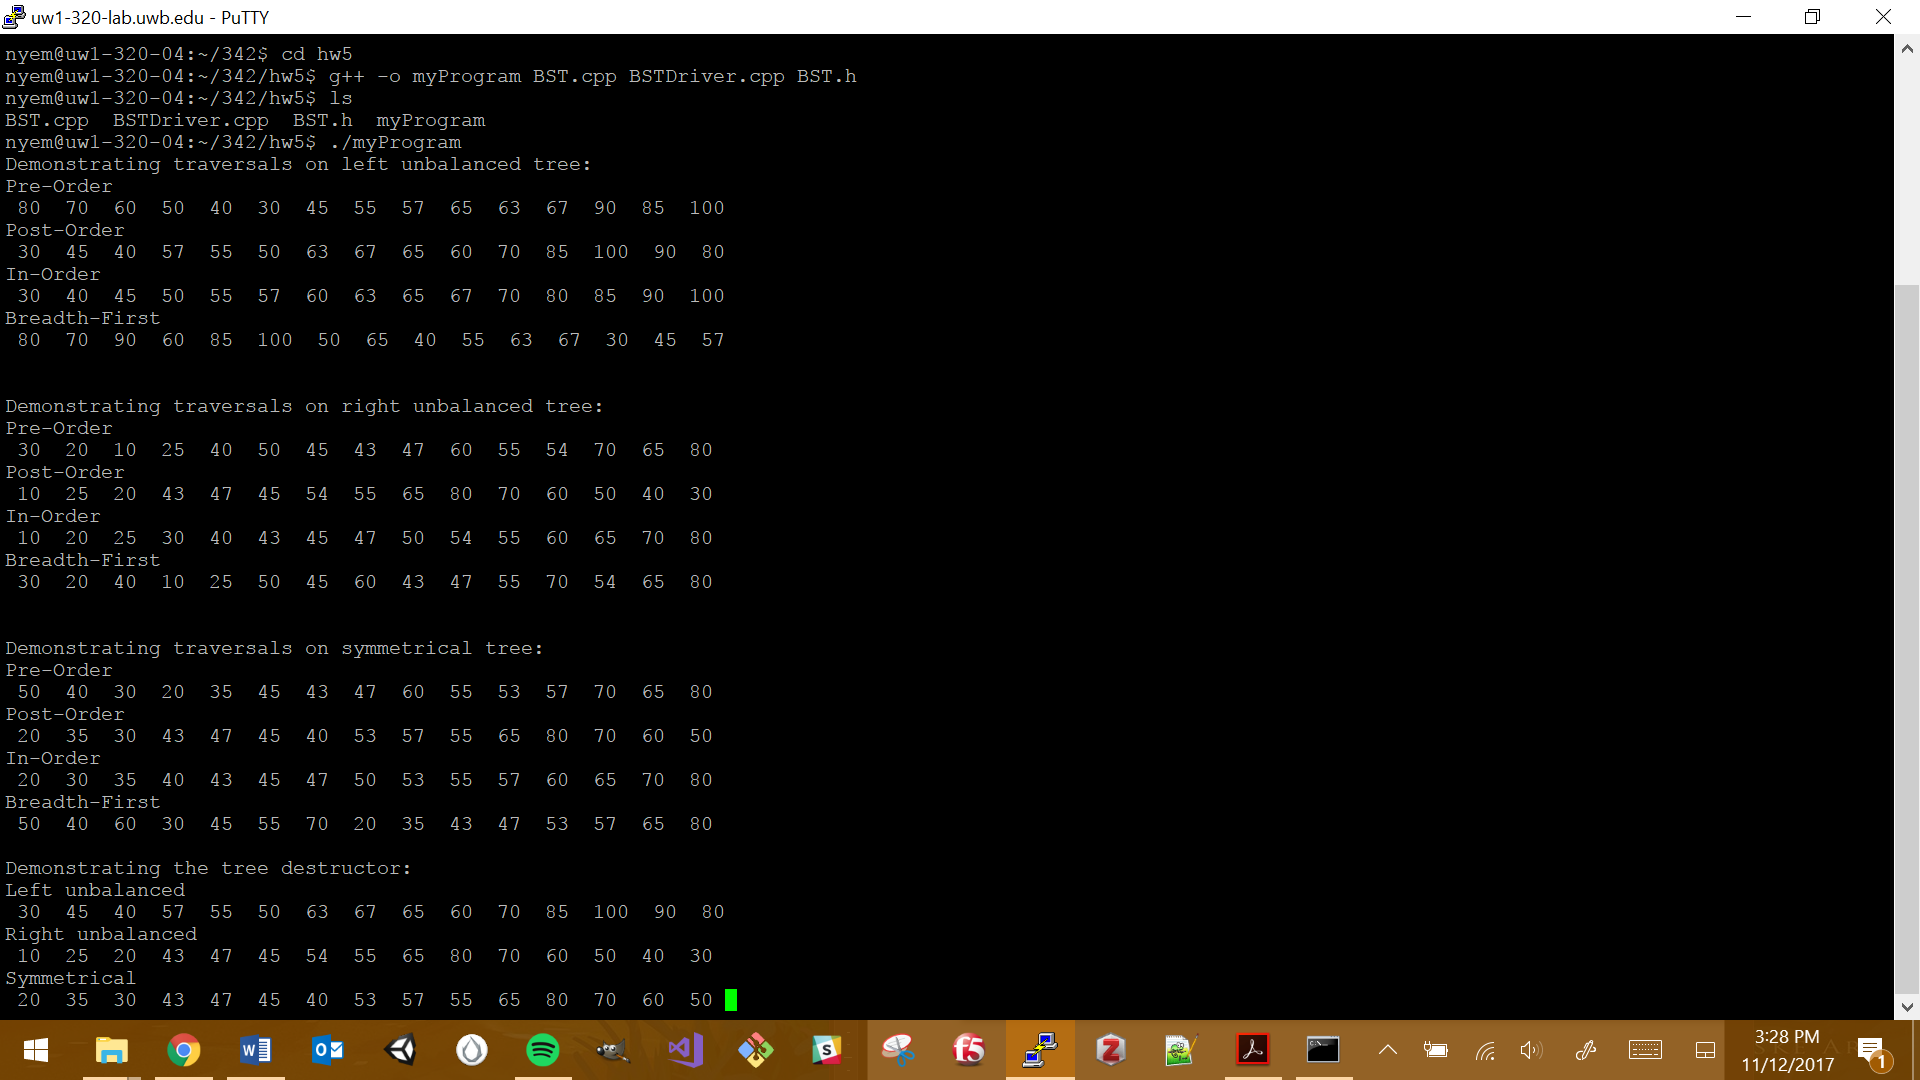 uw1-320-lab.uwb.edu - PuTTY
nyem@uw1-320-04:~/342$ cd hw5
nyem@uw1-320-04:~/342/hw5$ g++ -o myProgram BST.cpp BSTDriver.cpp BST.h
nyem@uw1-320-04:~/342/hw5$ ls
BST.cpp  BSTDriver.cpp  BST.h  myProgram
nyem@uw1-320-04:~/342/hw5$ ./myProgram
Demonstrating traversals on left unbalanced tree:
Pre-Order
80  70  60  50  40  30  45  55  57  65  63  67  90  85  100
Post-Order
30  45  40  57  55  50  63  67  65  60  70  85  100  90  80
In-Order
30  40  45  50  55  57  60  63  65  67  70  80  85  90  100
Breadth-First
80  70  90  60  85  100  50  65  40  55  63  67  30  45  57
Demonstrating traversals on right unbalanced tree:
Pre-Order
30  20  10  25  40  50  45  43  47  60  55  54  70  65  80
Post-Order
10  25  20  43  47  45  54  55  65  80  70  60  50  40  30
In-Order
10  20  25  30  40  43  45  47  50  54  55  60  65  70  80
Breadth-First
30  20  40  10  25  50  45  60  43  47  55  70  54  65  80
Demonstrating traversals on symmetrical tree:
Pre-Order
50  40  30  20  35  45  43  47  60  55  53  57  70  65  80
Post-Order
20  35  30  43  47  45  40  53  57  55  65  80  70  60  50
In-Order
20  30  35  40  43  45  47  50  53  55  57  60  65  70  80
Breadth-First
50  40  60  30  45  55  70  20  35  43  47  53  57  65  80
Demonstrating the tree destructor:
Left unbalanced
30  45  40  57  55  50  63  67  65  60  70  85  100  90  80
Right unbalanced
10  25  20  43  47  45  54  55  65  80  70  60  50  40  30
Symmetrical
20  35  30  43  47  45  40  53  57  55  65  80  70  60  50
3:28 PM
11/12/2017
1